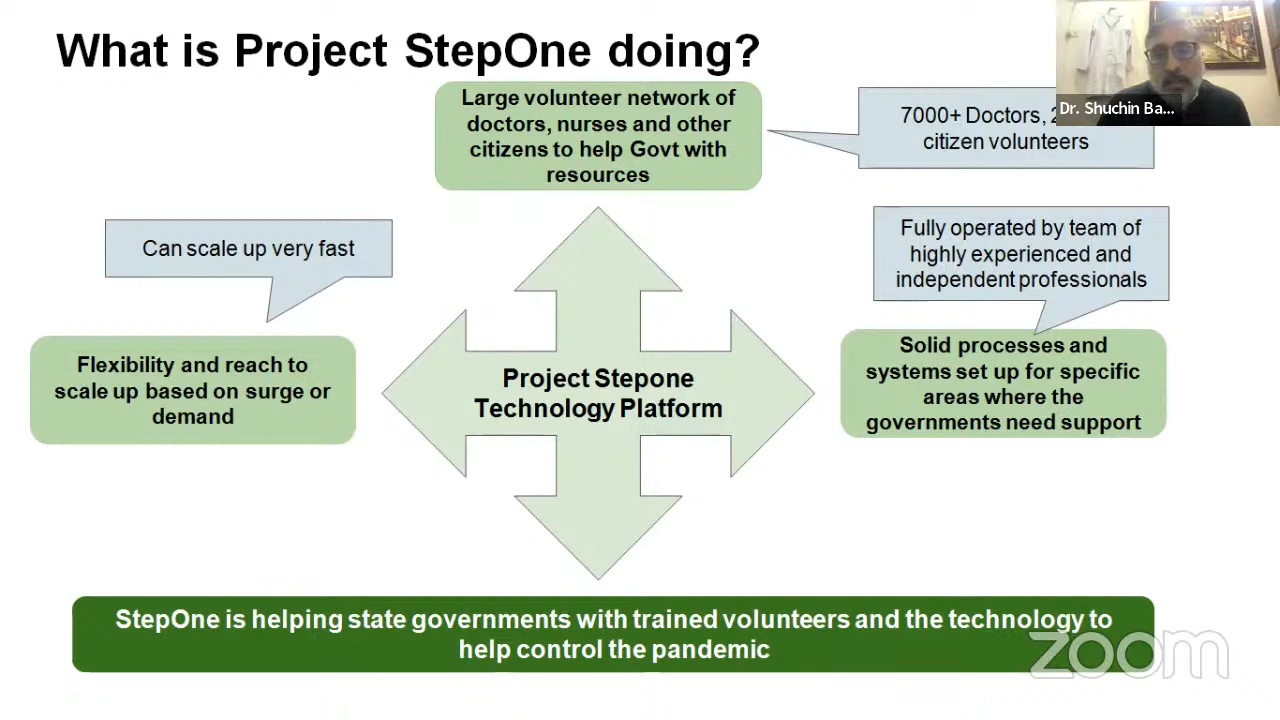 What is Project StepOne doing?
Large volunteer network of
doctors, nurses and other
citizens to help Govt with
resources
7000+ Doctors,
citizen volunteers
Dr. Shuchin Ba...
Can scale up very fast
Fully operated by team of
highly experienced and
independent professionals
Flexibility and reach to
scale up based on surge or
demand
Project Stepone
Technology Platform
Solid processes and
systems set up for specific
areas where the
governments need support
StepOne is helping state governments with trained volunteers and the technology to
help control the pandemic
zoom